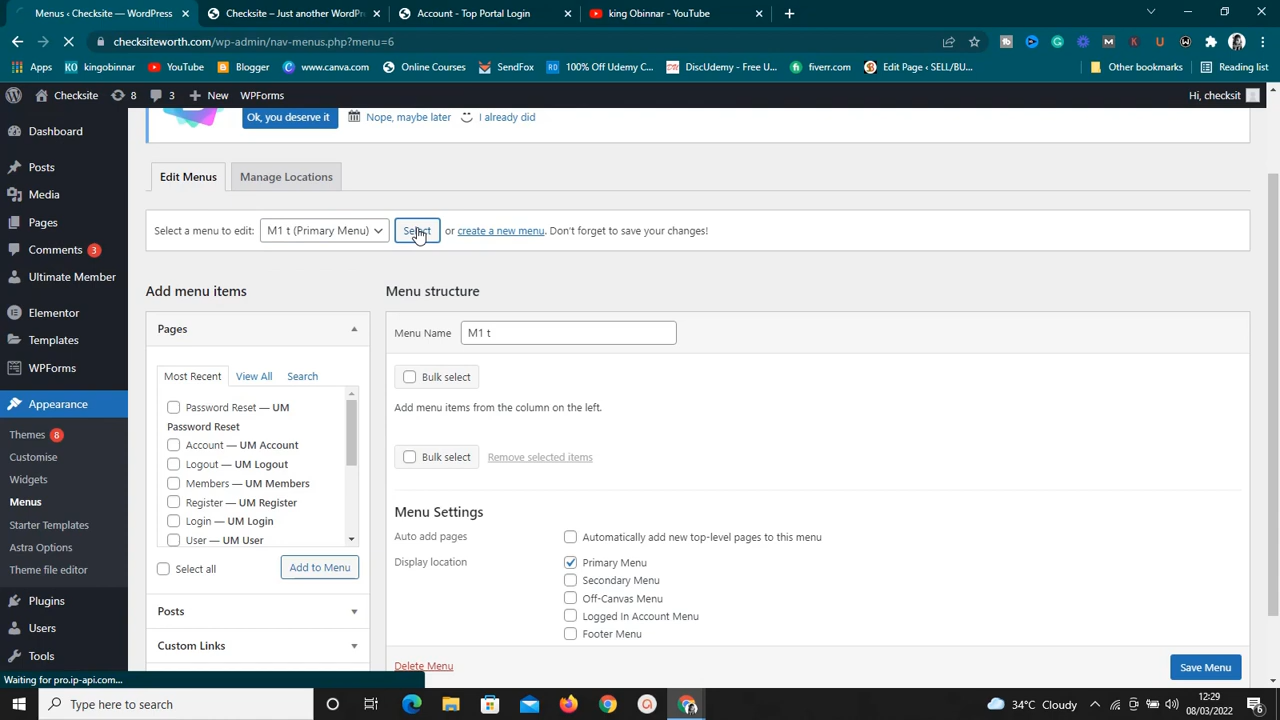 Menus ‹ Checksite — WordPress
Checksite – Just another WordPr
Account - Top Portal Login
king Obinnar - YouTube
checksiteworth.com/wp-admin/nav-menus.php?menu=6
Apps
kingobinnar
YouTube
Blogger
www.canva.com
Online Courses
SendFox
100% Off Udemy C...
DiscUdemy - Free U...
fiverr.com
Edit Page ‹ SELL/BU...
Other bookmarks
Reading list
Checksite
8
3
New
WPForms
Hi, checksit
Ok, you deserve it
Nope, maybe later
I already did
Dashboard
Posts
Media
Pages
Comments 3
Ultimate Member
Elementor
Templates
WPForms
Appearance
Themes 8
Customise
Widgets
Menus
Starter Templates
Astra Options
Theme file editor
Plugins
Users
Tools
Edit Menus
Manage Locations
Select a menu to edit: M1 t (Primary Menu) Select or create a new menu. Don't forget to save your changes!
Add menu items
Pages
Most Recent
View All
Search
Password Reset — UM
Password Reset
Account — UM Account
Logout — UM Logout
Members — UM Members
Register — UM Register
Login — UM Login
User — UM User
Select all
Add to Menu
Posts
Custom Links
Menu structure
Menu Name M1 t
Bulk select
Add menu items from the column on the left.
Bulk select
Remove selected items
Menu Settings
Auto add pages
Automatically add new top-level pages to this menu
Display location
Primary Menu
Secondary Menu
Off-Canvas Menu
Logged In Account Menu
Footer Menu
Delete Menu
Save Menu
Waiting for pro.ip-api.com...
Type here to search
34°C Cloudy
12:29
08/03/2022
6